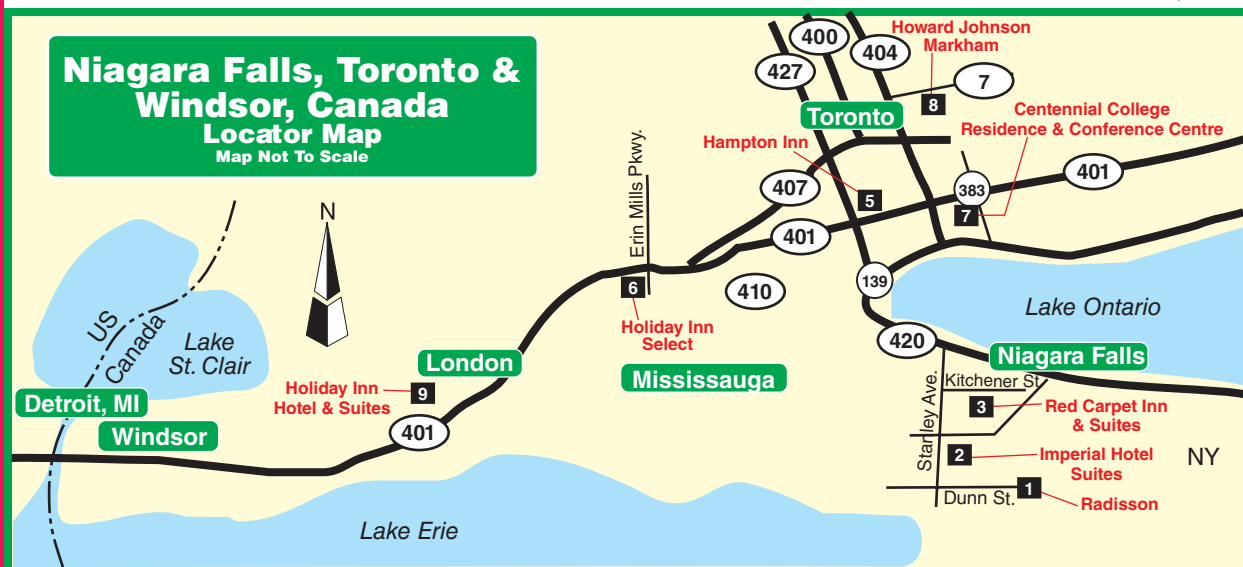 Niagara Falls, Toronto &
Windsor, Canada
Locator Map
Map Not To Scale
400
404
427
Howard Johnson
Markham
7
8
Toronto
Centennial College
Residence & Conference Centre
Hampton Inn
Erin Mills Pkwy.
407
5
383
401
7
N
401
6
410
139
Holiday Inn
Select
Lake Ontario
US
Canada
Lake
St. Clair
420
Niagara Falls
London
Mississauga
Kitchener St.
Stanley Ave.
Holiday Inn
Hotel & Suites
9
Detroit, MI
Windsor
401
3
Red Carpet Inn
& Suites
2
Imperial Hotel
Suites
NY
1
Dunn St.
Radisson
Lake Erie